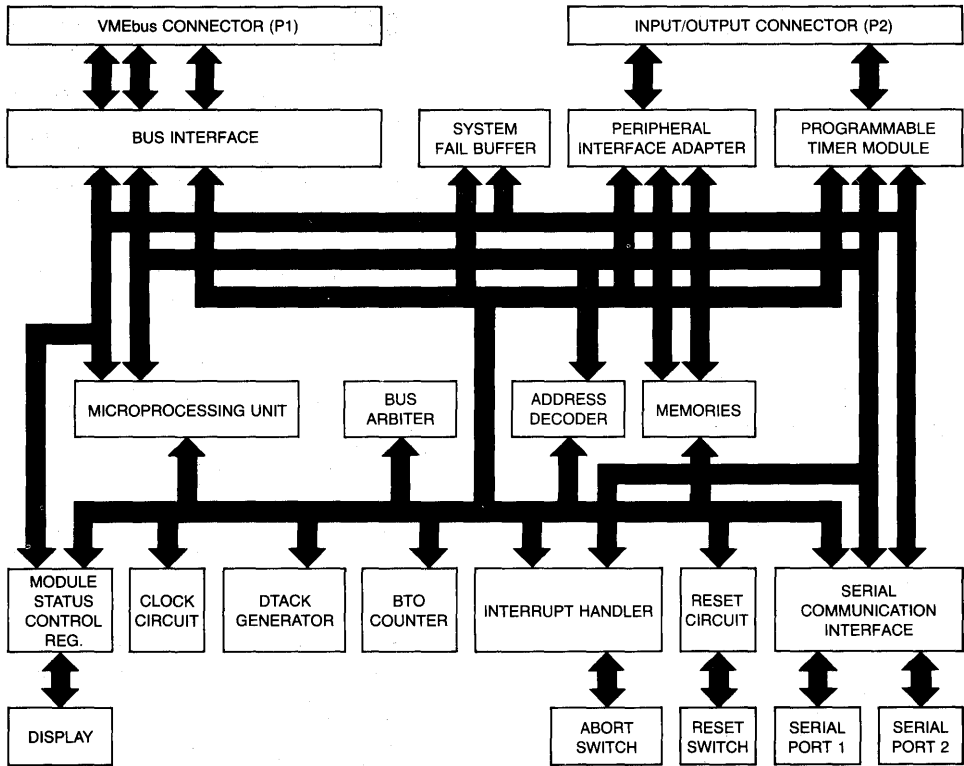 VMEbus CONNECTOR (P1)
INPUT/OUTPUT CONNECTOR (P2)
BUS INTERFACE
SYSTEM
FAIL BUFFER
PERIPHERAL
INTERFACE ADAPTER
PROGRAMMABLE
TIMER MODULE
MICROPROCESSING UNIT
BUS
ARBITER
ADDRESS
DECODER
MEMORIES
MODULE
STATUS
CONTROL
REG.
CLOCK
CIRCUIT
DTACK
GENERATOR
BTO
COUNTER
INTERRUPT HANDLER
RESET
CIRCUIT
SERIAL
COMMUNICATION
INTERFACE
DISPLAY
ABORT
SWITCH
RESET
SWITCH
SERIAL
PORT 1
SERIAL
PORT 2